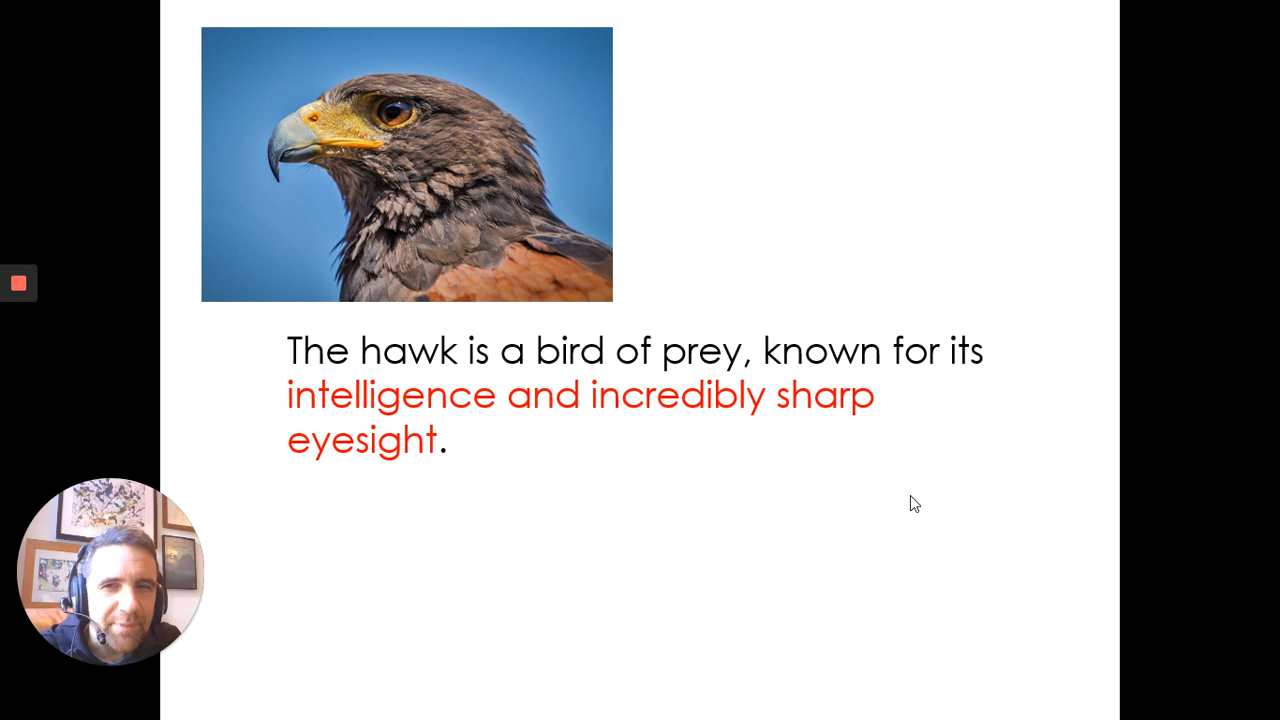 The hawk is a bird of prey, known for its
intelligence and incredibly sharp
eyesight.